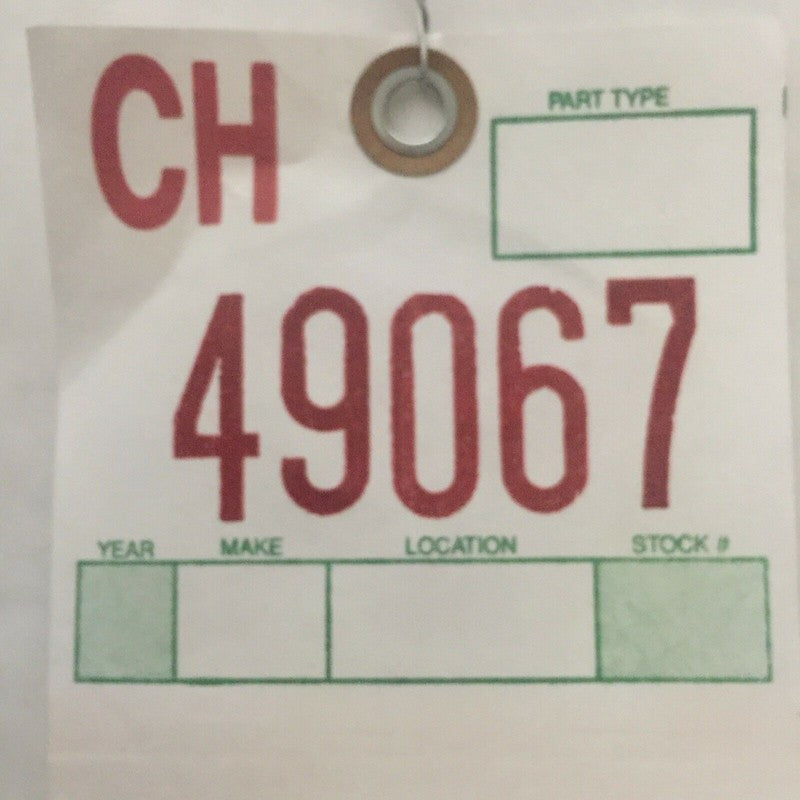 CH
PART TYPE
49067
YEAR MAKE LOCATION STOCK #